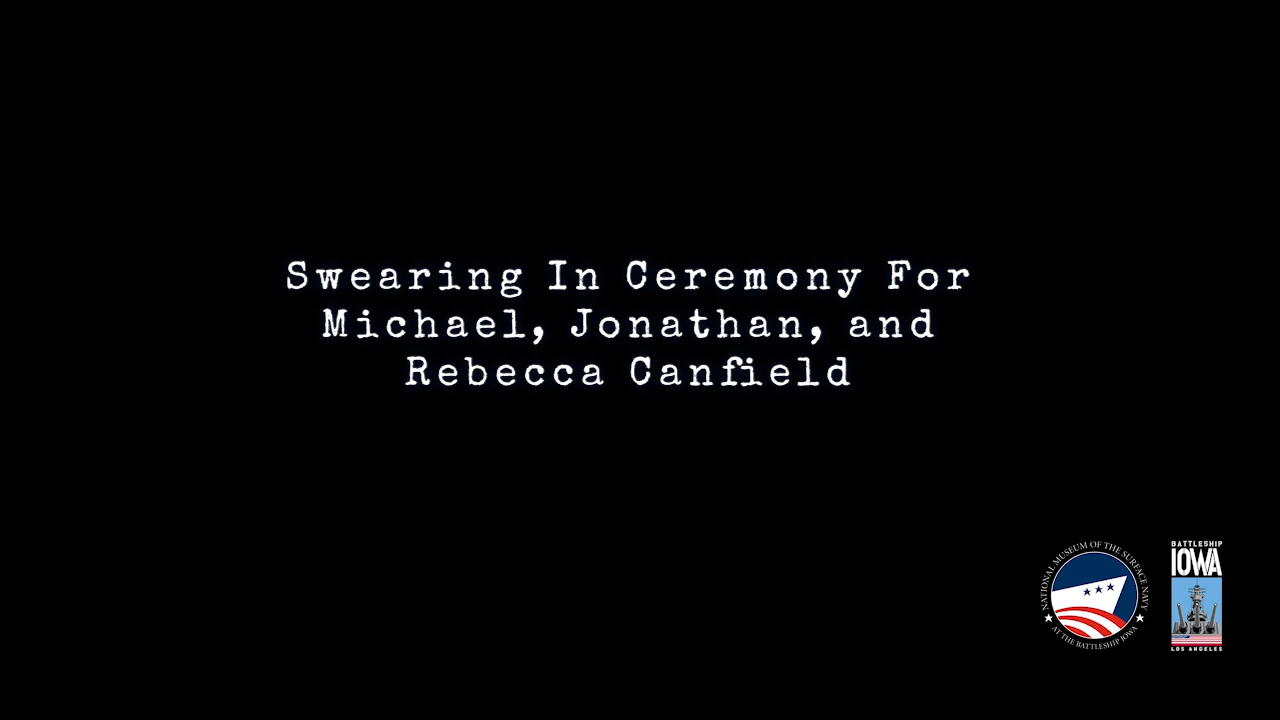 Swearing In Ceremony For
Michael, Jonathan, and
Rebecca Canfield
NATIONAL MUSEUM OF THE SURFACE NAVY
AT THE BATTLESHIP IOWA
BATTLESHIP
IOWA
LOS ANGELES